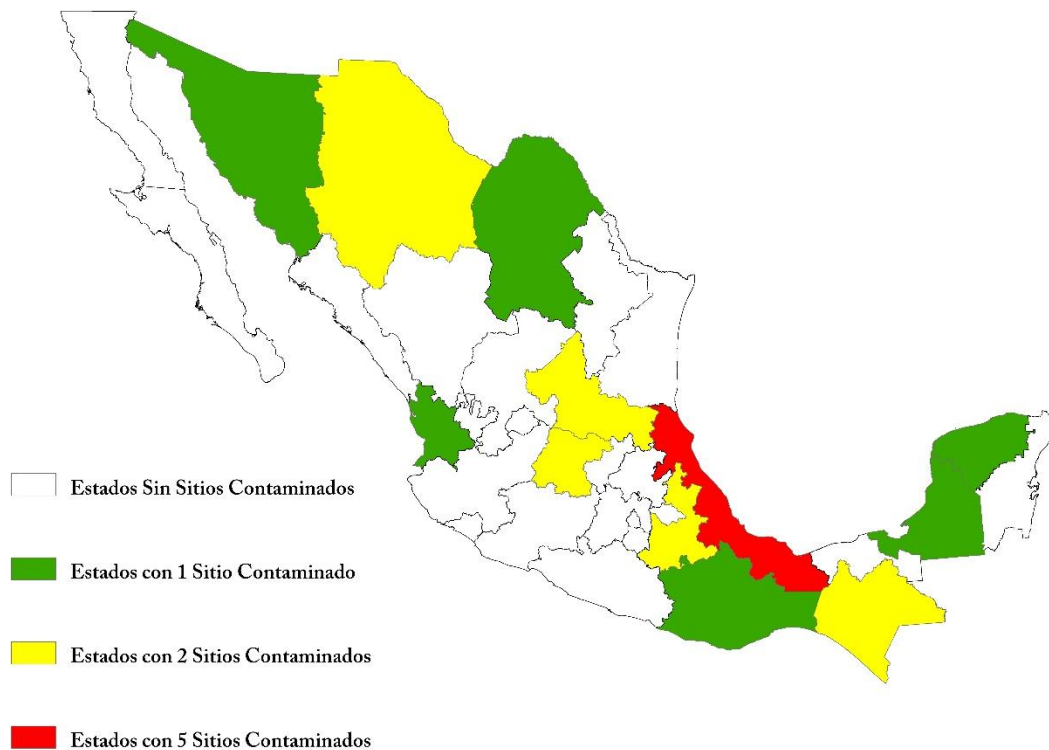 Estados Sin Sitios Contaminados
Estados con 1 Sitio Contaminado
Estados con 2 Sitios Contaminados
Estados con 5 Sitios Contaminados